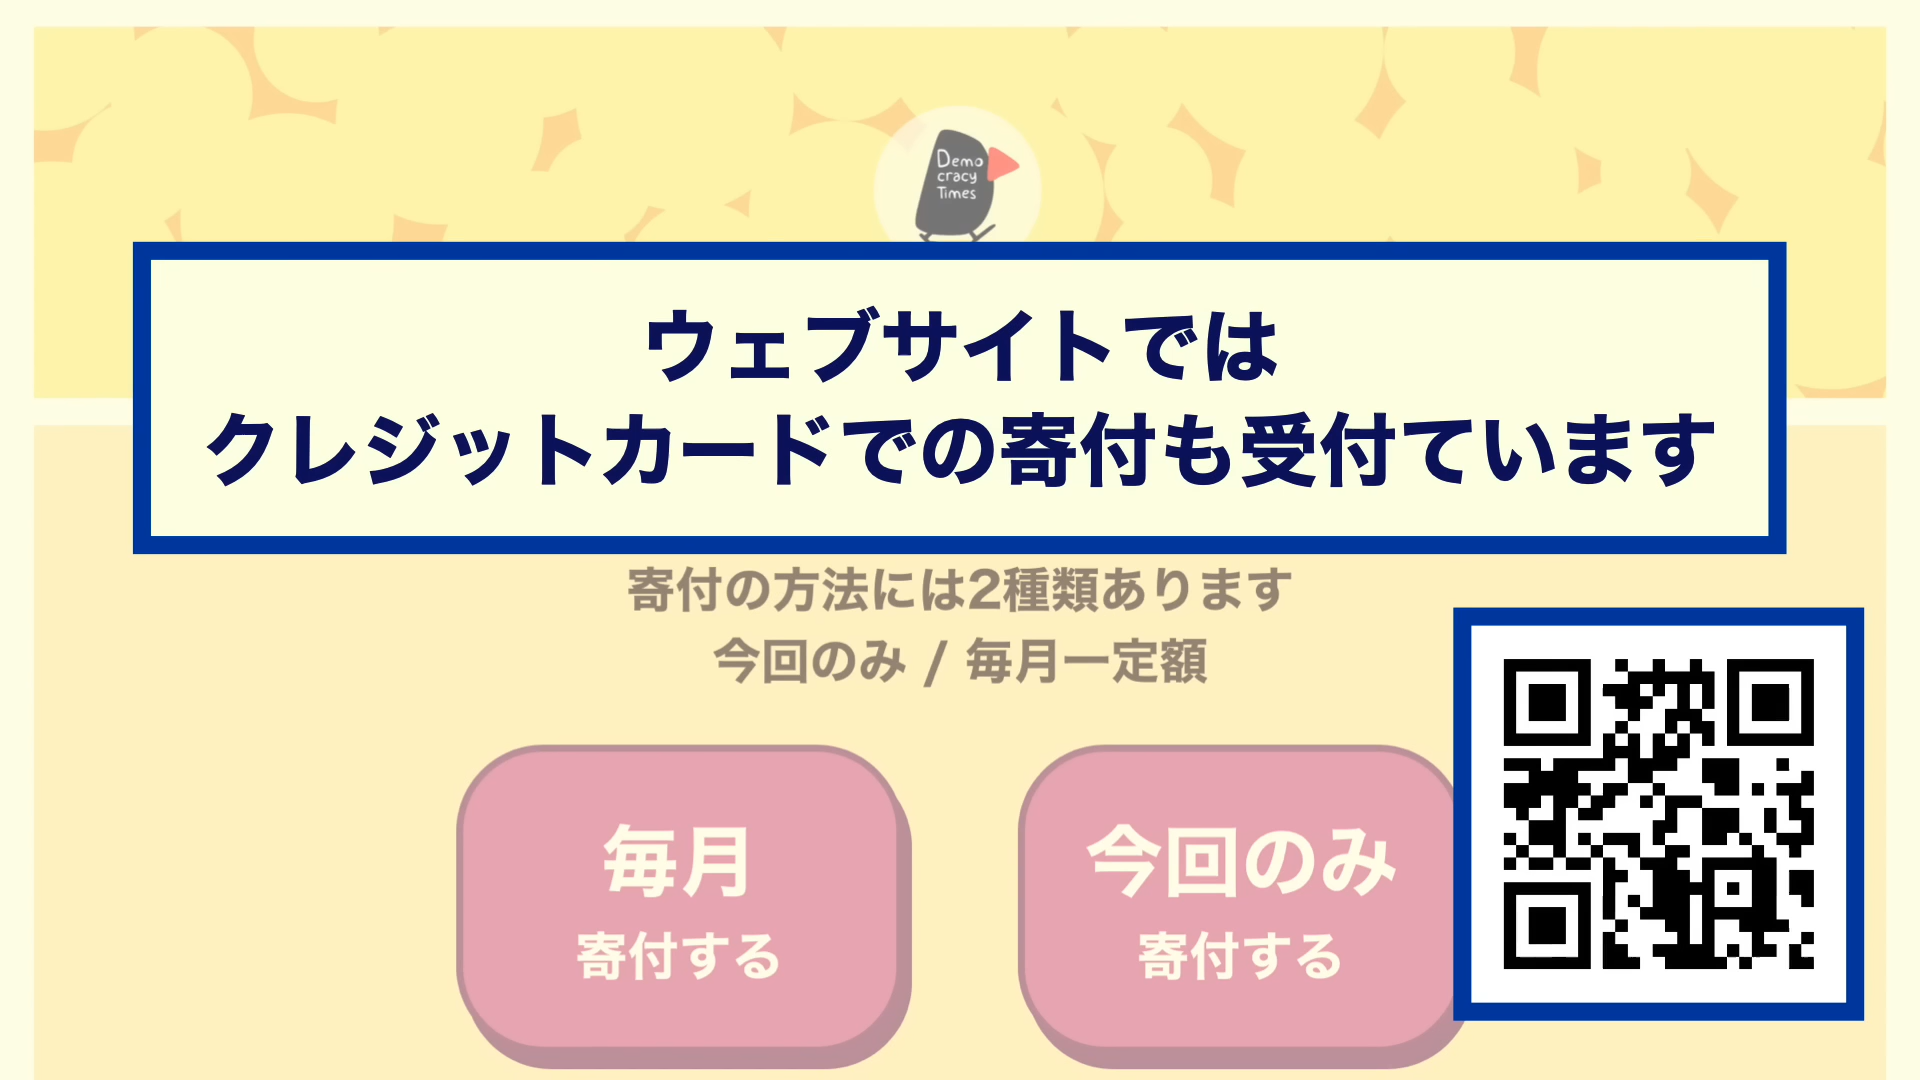 Demo
cracy
Times
ウェブサイトでは
クレジットカードでの寄付も受付ています
寄付の方法には2種類あります
今回のみ / 毎月一定額
毎月
寄付する
今回のみ
寄付する